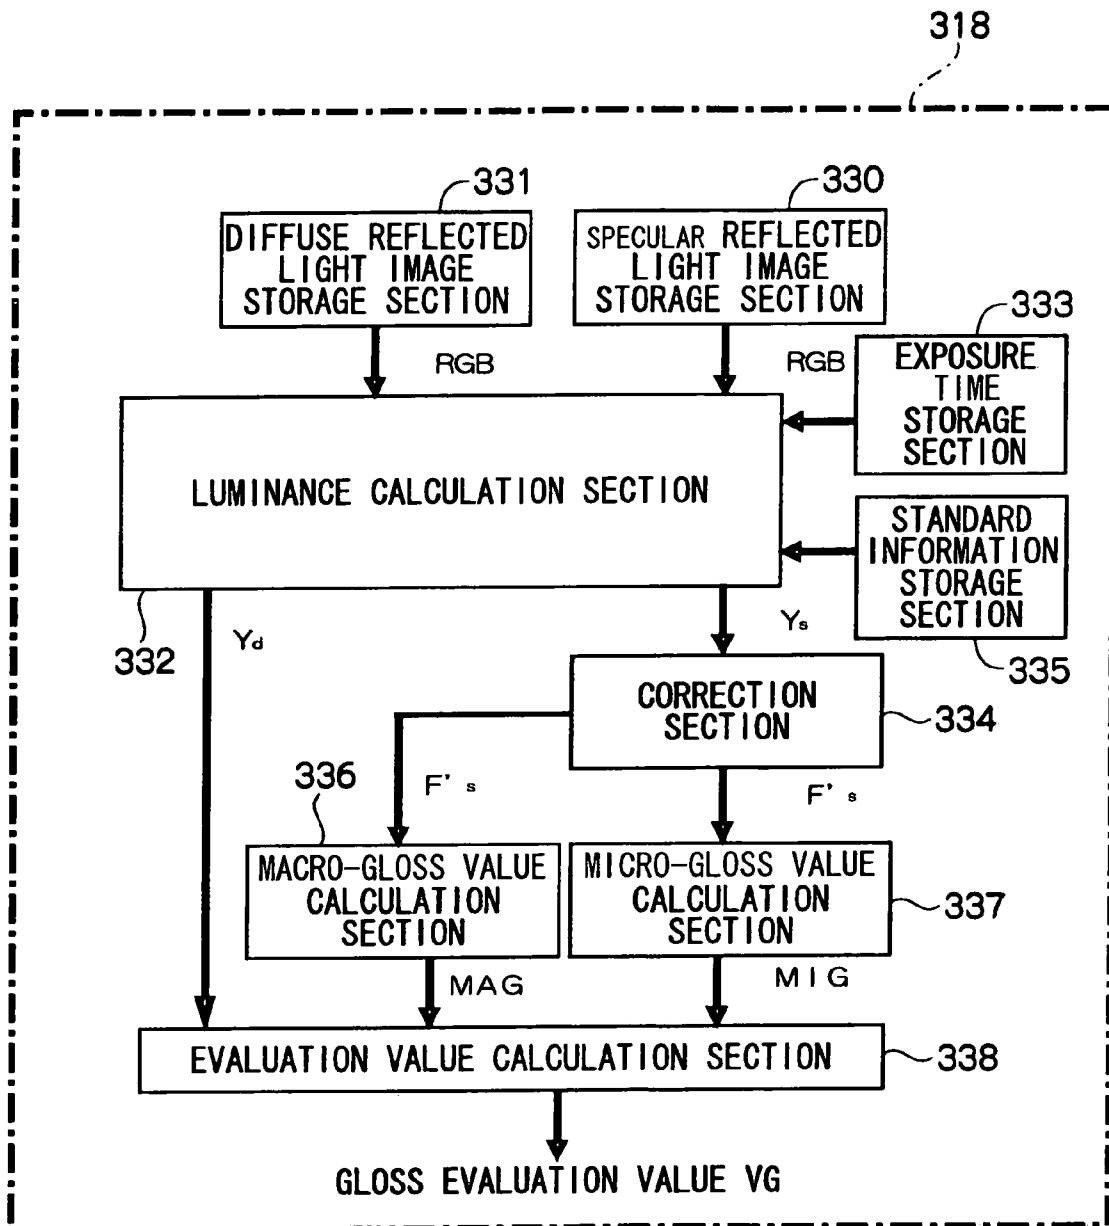 318
331
330
DIFFUSE REFLECTED
LIGHT IMAGE
STORAGE SECTION
SPECULAR REFLECTED
LIGHT IMAGE
STORAGE SECTION
333
RGB
RGB
EXPOSURE
TIME
STORAGE
SECTION
LUMINANCE CALCULATION SECTION
STANDARD
INFORMATION
STORAGE
SECTION
332
Yd
Ys
335
CORRECTION
SECTION
334
336
F's
F's
MACRO-GLOSS VALUE
CALCULATION
SECTION
MICRO-GLOSS VALUE
CALCULATION
SECTION
337
MAG
MIG
EVALUATION VALUE CALCULATION SECTION
338
GLOSS EVALUATION VALUE VG